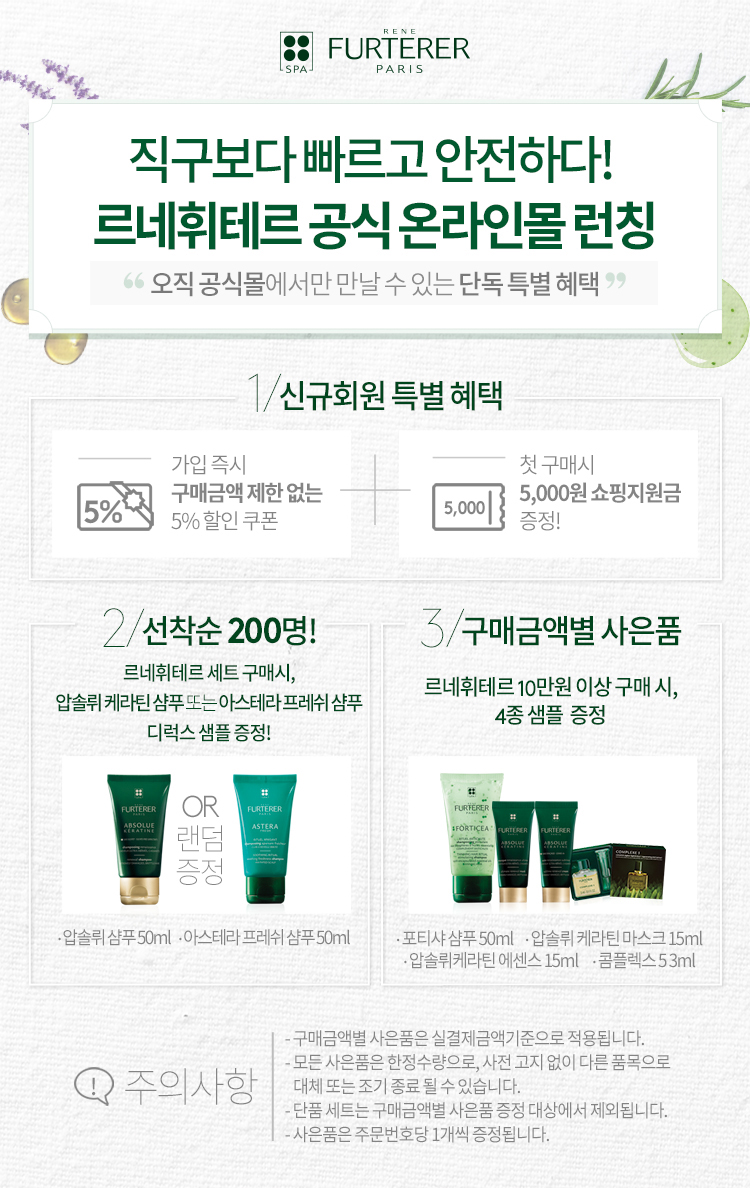 RENE
FURTERER
PARIS
SPA
직구보다 빠르고 안전하다!
르네휘테르 공식 온라인몰 런칭
“ 오직 공식몰에서만 만날 수 있는 단독 특별 혜택 ”
1/신규회원 특별 혜택
가입 즉시
구매금액 제한 없는
5% 할인 쿠폰
5%
첫 구매시
5,000원 쇼핑지원금
증정!
5,000
2/선착순 200명!
르네휘테르 세트 구매시,
압솔뤼 케라틴 샴푸 또는 아스테라 프레쉬 샴푸
디럭스 샘플 증정!
FURTERER
ABSOLUE
KÉRATINE
OR
랜덤
증정
FURTERER
ASTERA
·압솔뤼 샴푸 50ml ·아스테라 프레쉬 샴푸 50ml
3/구매금액별 사은품
르네휘테르 10만원 이상 구매 시,
4종 샘플 증정
FURTERER
FORTICEA
FURTERER
ABSOLUE
FURTERER
ABSOLUE
COMPLEXE 5
·포티샤 샴푸 50ml ·압솔뤼 케라틴 마스크 15ml
·압솔뤼케라틴 에센스 15ml ·콤플렉스 5 3ml
주의사항
- 구매금액별 사은품은 실결제금액기준으로 적용됩니다.
- 모든 사은품은 한정수량으로, 사전 고지 없이 다른 품목으로
대체 또는 조기 종료 될 수 있습니다.
- 단품 세트는 구매금액별 사은품 증정 대상에서 제외됩니다.
- 사은품은 주문번호당 1개씩 증정됩니다.